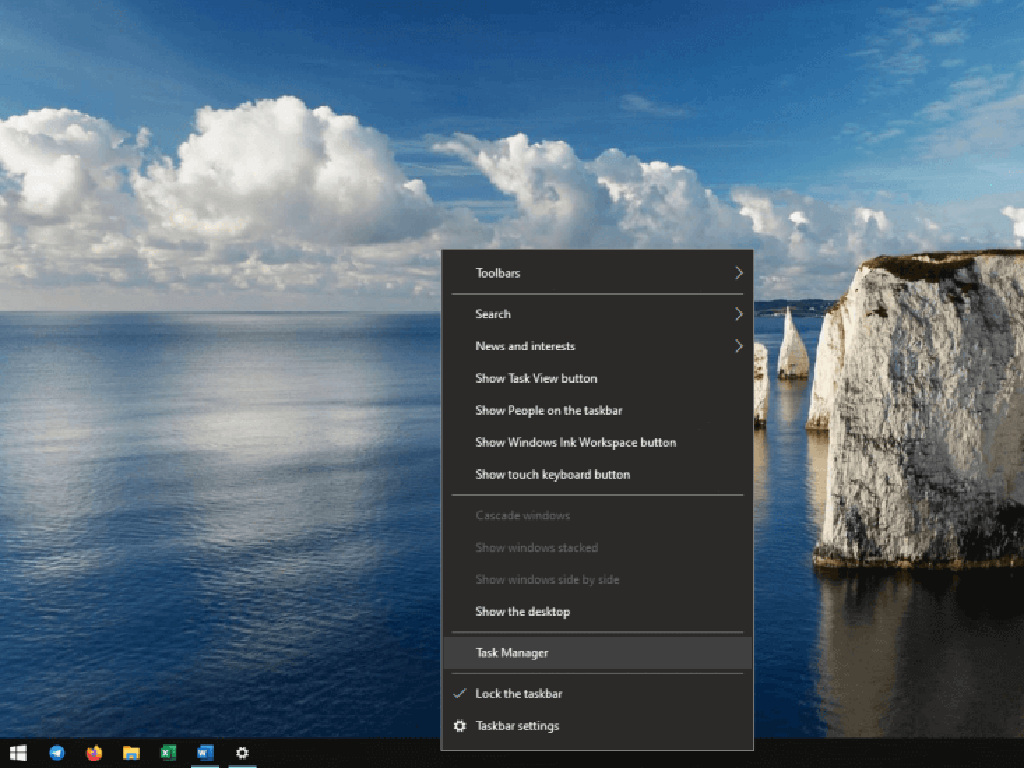 Toolbars
Search
News and interests
Show Task View button
Show People on the taskbar
Show Windows Ink Workspace button
Show touch keyboard button
Cascade windows
Show windows stacked
Show windows side by side
Show the desktop
Task Manager
Lock the taskbar
Taskbar settings